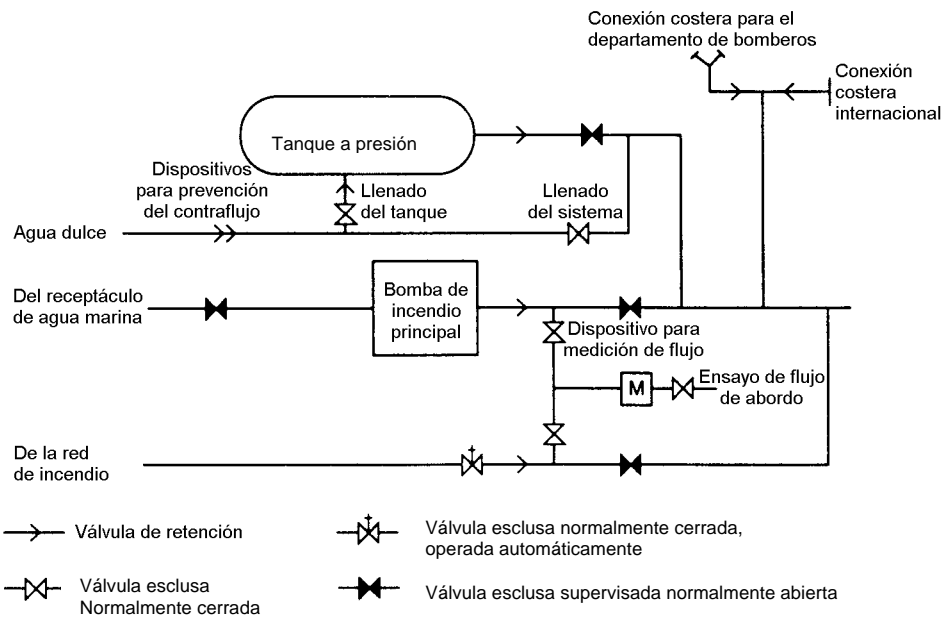 Conexión costera para el
departamento de bomberos
Conexión
costera
internacional
Tanque a presión
Dispositivos
para prevención
del contraflujo
Llenado
del tanque
Llenado
del sistema
Agua dulce
Del receptáculo
de agua marina
Bomba de
incendio
principal
Dispositivo para
medición de flujo
M
Ensayo de flujo
de abordo
De la red
de incendio
Válvula de retención
Válvula esclusa normalmente cerrada,
operada automáticamente
Válvula esclusa
Normalmente cerrada
Válvula esclusa supervisada normalmente abierta